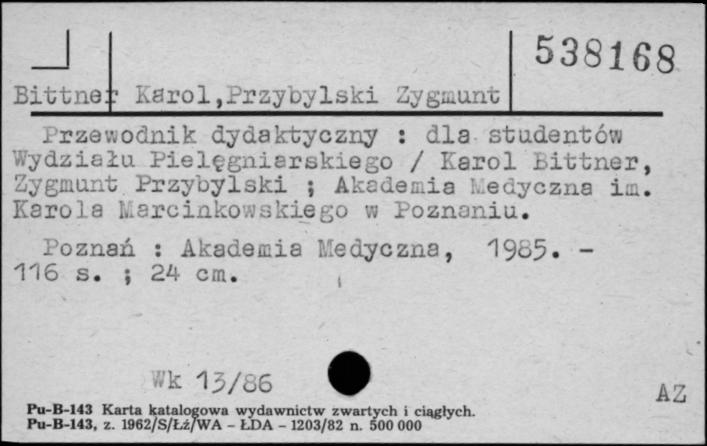 538168
Bittner Karol,Przybylski Zygmunt
Przewodnik dydaktyczny : dla studentów
Wydziału Pielęgniarskiego / Karol Bittner,
Zygmunt Przybylski ; Akademia Medyczna im.
Karola Marcinkowskiego w Poznaniu.
Poznań : Akademia Medyczna, 1985. -
116 s. ; 24 cm.
Wk 13/86
AZ
Pu-B-143 Karta katalogowa wydawnictw zwartych i ciągłych.
Pu-B-143, z. 1962/S/Łź/WA - ŁDA - 1203/82 n. 500 000